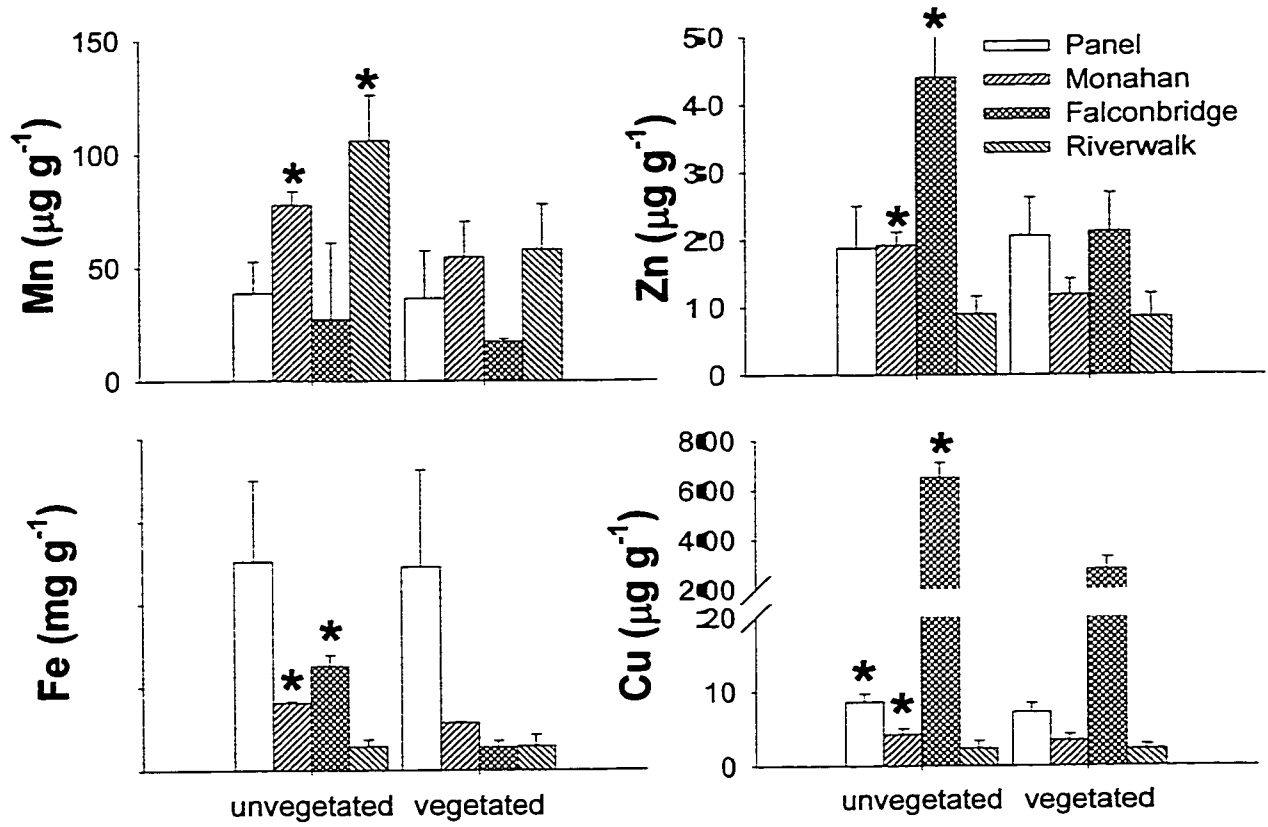 Mn (μg g⁻¹)
150
100
50
0
*
*
Zn (μg g⁻¹)
50
40
30
20
10
0
*
*
Panel
Monahan
Falconbridge
Riverwalk
Fe (mg g⁻¹)
*
*
unvegetated vegetated
Cu (μg g⁻¹)
800
600
400
200
20
10
0
*
*
*
unvegetated vegetated